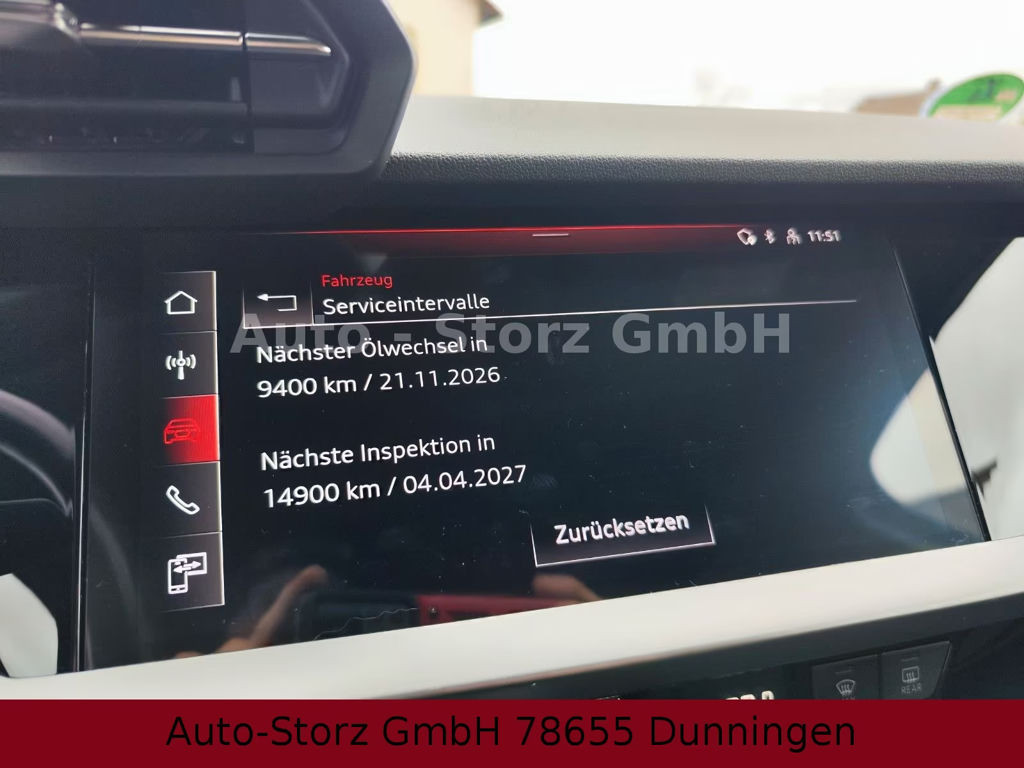 11:51
Fahrzeug
Serviceintervalle
Auto - Storz GmbH
Nächster Ölwechsel in
9400 km / 21.11.2026
Nächste Inspektion in
14900 km / 04.04.2027
Zurücksetzen
REAR
Auto-Storz GmbH 78655 Dunningen